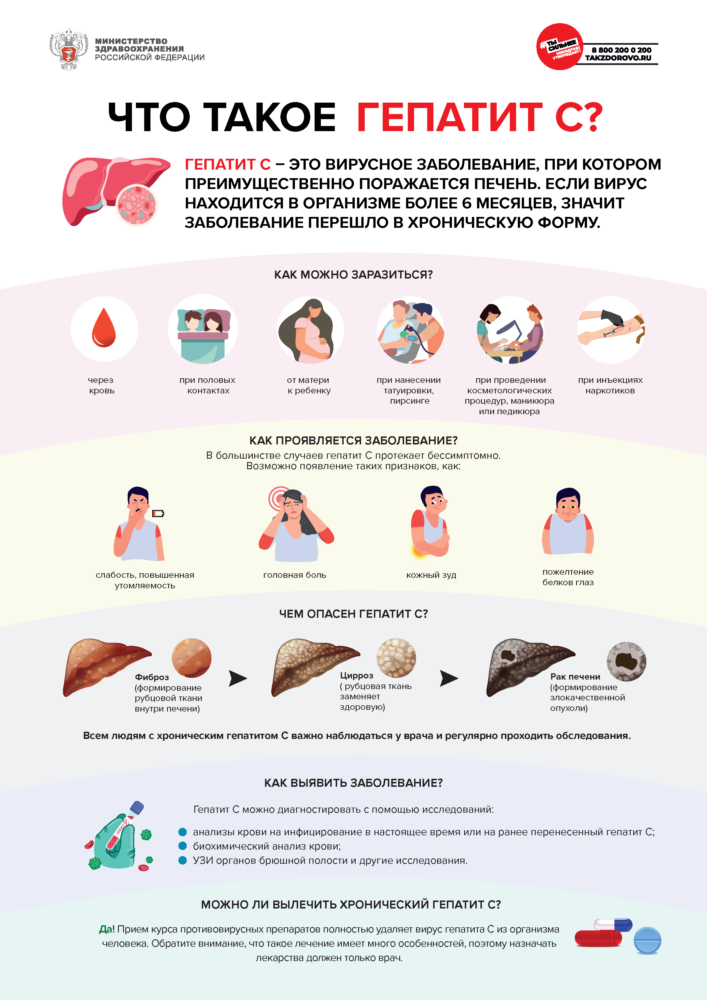 МИНИСТЕРСТВО
ЗДРАВООХРАНЕНИЯ
РОССИЙСКОЙ ФЕДЕРАЦИИ
#ТЫ
СИЛЬНЕЕ
МИНЗДРАВ
УТВЕРЖДАЕТ!
8 800 200 0 200
TAKZDOROVO.RU
ЧТО ТАКОЕ ГЕПАТИТ С?
ГЕПАТИТ С – ЭТО ВИРУСНОЕ ЗАБОЛЕВАНИЕ, ПРИ КОТОРОМ
ПРЕИМУЩЕСТВЕННО ПОРАЖАЕТСЯ ПЕЧЕНЬ. ЕСЛИ ВИРУС
НАХОДИТСЯ В ОРГАНИЗМЕ БОЛЕЕ 6 МЕСЯЦЕВ, ЗНАЧИТ
ЗАБОЛЕВАНИЕ ПЕРЕШЛО В ХРОНИЧЕСКУЮ ФОРМУ.
КАК МОЖНО ЗАРАЗИТЬСЯ?
через
кровь
при половых
контактах
от матери
к ребенку
при нанесении
татуировки,
пирсинге
при проведении
косметологических
процедур, маникюра
или педикюра
при инъекциях
наркотиков
КАК ПРОЯВЛЯЕТСЯ ЗАБОЛЕВАНИЕ?
В большинстве случаев гепатит С протекает бессимптомно.
Возможно появление таких признаков, как:
слабость, повышенная
утомляемость
головная боль
кожный зуд
пожелтение
белков глаз
ЧЕМ ОПАСЕН ГЕПАТИТ С?
Фиброз
(формирование
рубцовой ткани
внутри печени)
Цирроз
( рубцовая ткань
заменяет
здоровую)
Рак печени
(формирование
злокачественной
опухоли)
Всем людям с хроническим гепатитом С важно наблюдаться у врача и регулярно проходить обследования.
КАК ВЫЯВИТЬ ЗАБОЛЕВАНИЕ?
ГЕПАТИТ С
Гепатит С можно диагностировать с помощью исследований:
анализы крови на инфицирование в настоящее время или на ранее перенесенный гепатит С;
биохимический анализ крови;
УЗИ органов брюшной полости и другие исследования.
МОЖНО ЛИ ВЫЛЕЧИТЬ ХРОНИЧЕСКИЙ ГЕПАТИТ С?
Да! Прием курса противовирусных препаратов полностью удаляет вирус гепатита С из организма
человека. Обратите внимание, что такое лечение имеет много особенностей, поэтому назначать
лекарства должен только врач.